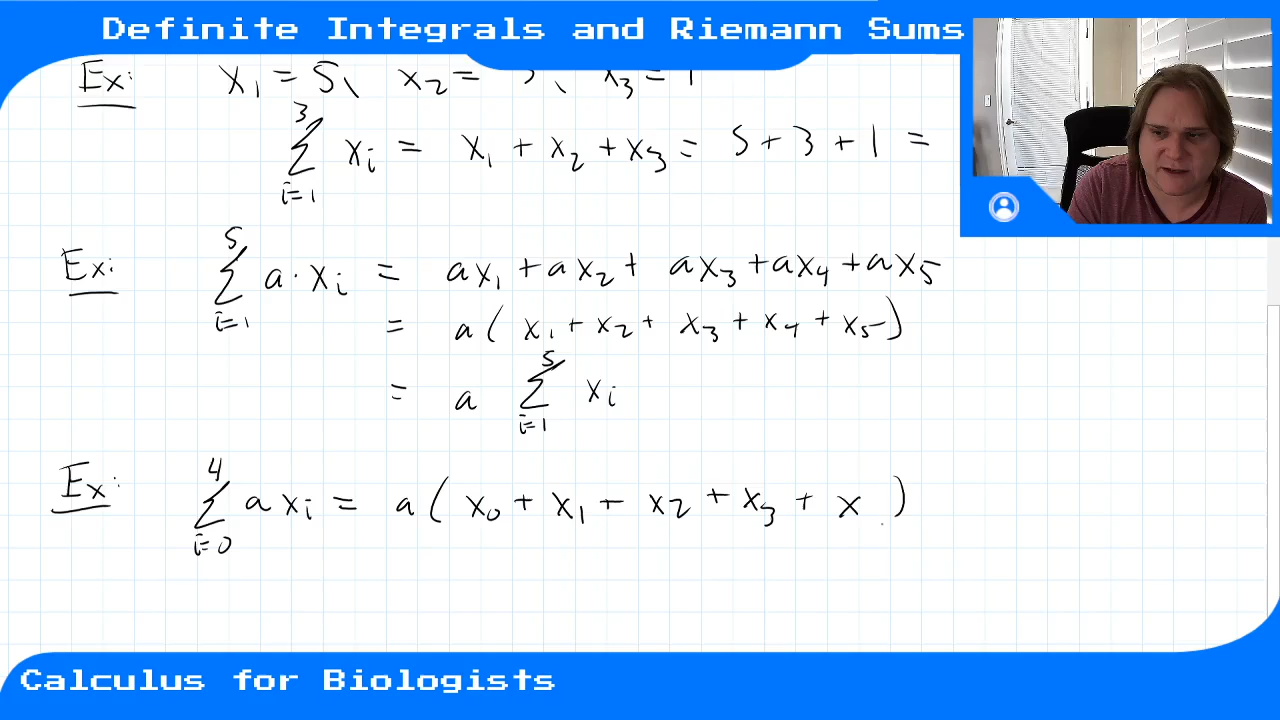 Definite Integrals and Riemann Sums
Ex: x₁ = 5, x₂ = 3, x₃ = 1
3
∑ xᵢ = x₁ + x₂ + x₃ = 5 + 3 + 1 =
i=1
5
Ex: ∑ a · xᵢ = ax₁ + ax₂ + ax₃ + ax₄ + ax₅
i=1
= a( x₁ + x₂ + x₃ + x₄ + x₅ )
5
= a ∑ xᵢ
i=1
4
Ex: ∑ a xᵢ = a( x₀ + x₁ + x₂ + x₃ + x )
i=0
Calculus for Biologists